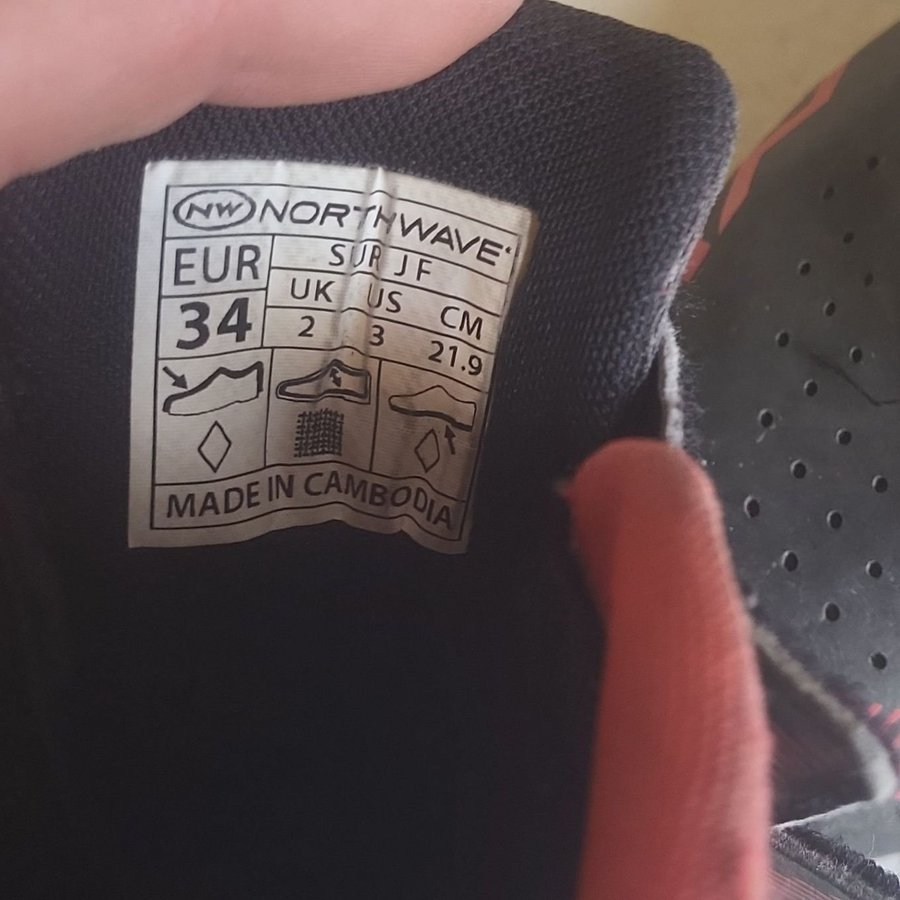 NW NORTHWAVE
EUR
34
SUR JF
UK US CM
2 3 21.9
MADE IN CAMBODIA